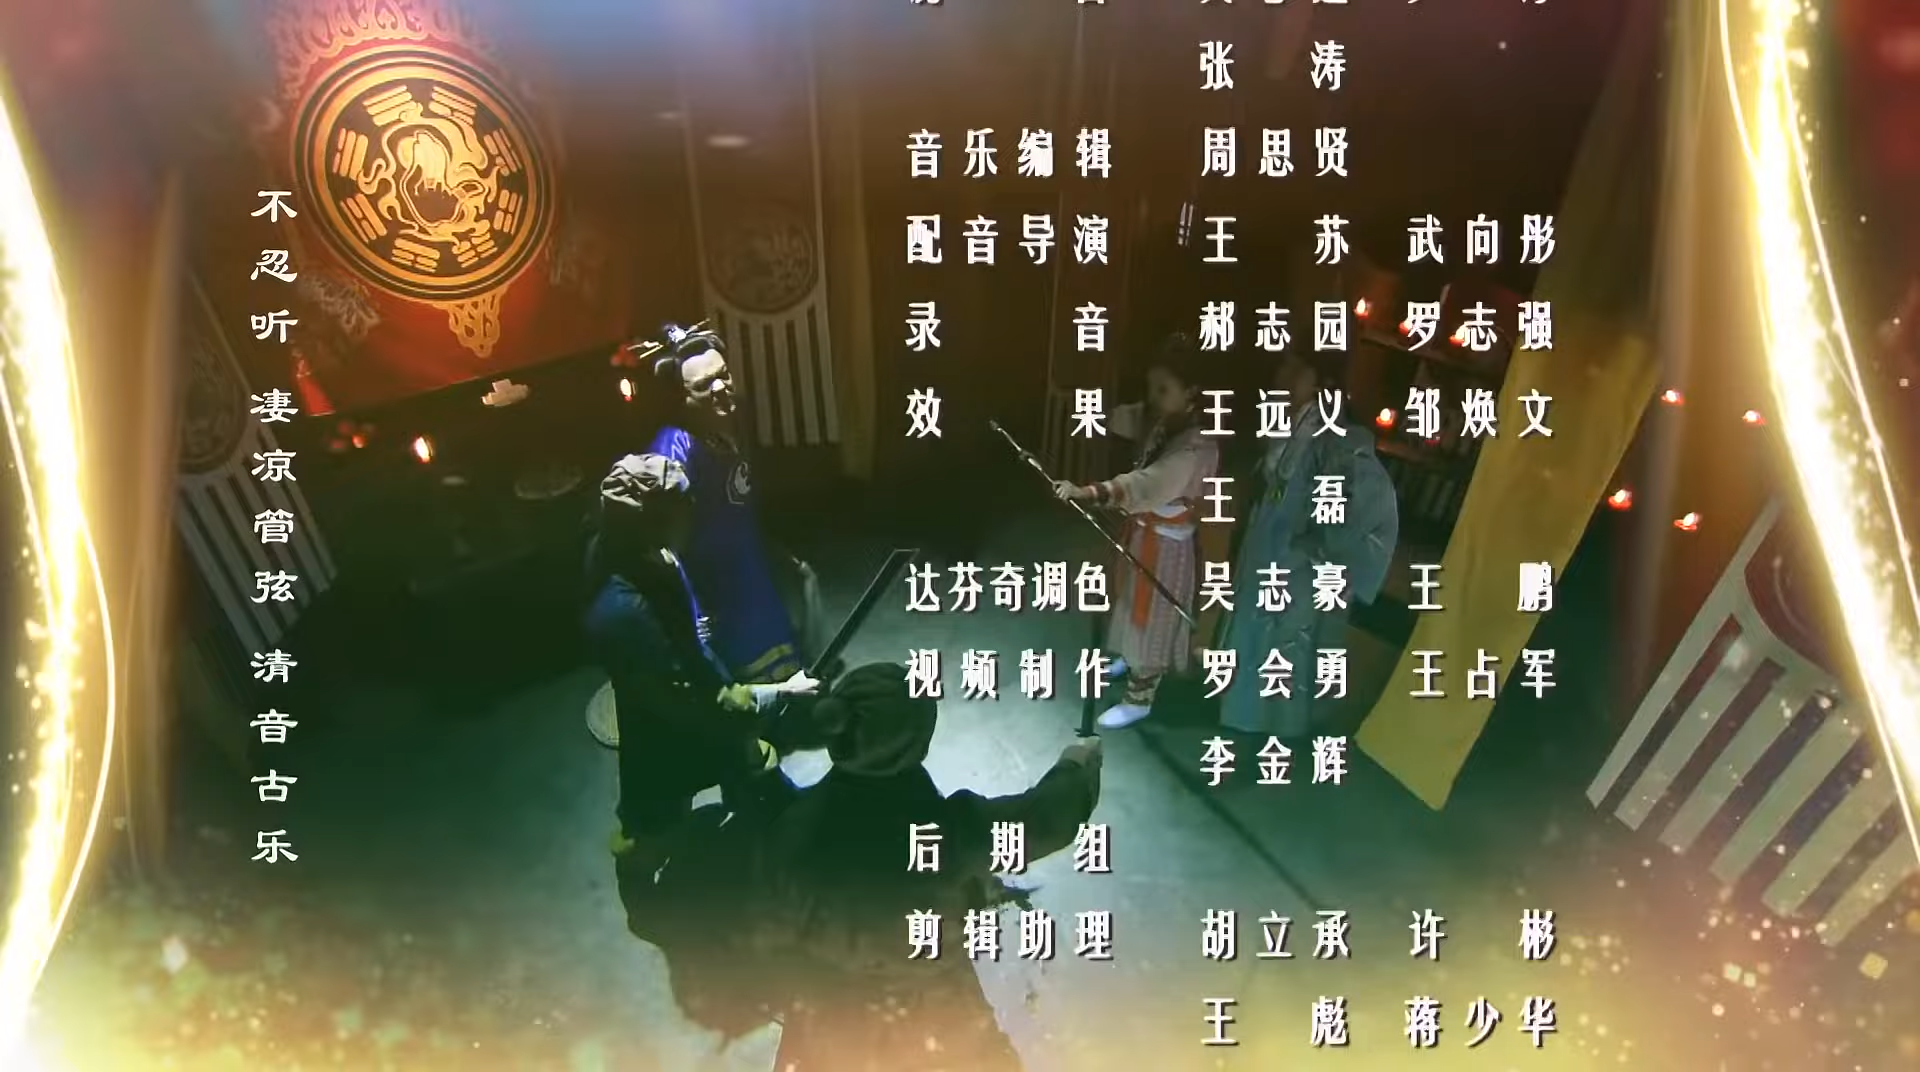 张涛
音乐编辑 周思贤
配音导演 王苏 武向彤
录音 郝志园 罗志强
效果 王远义 邹焕文
王磊
达芬奇调色 吴志豪 王鹏
视频制作 罗会勇 王占军
李金辉
后期组
剪辑助理 胡立承 许彬
王彪 蒋少华
不忍听 凄凉管弦 清音古乐